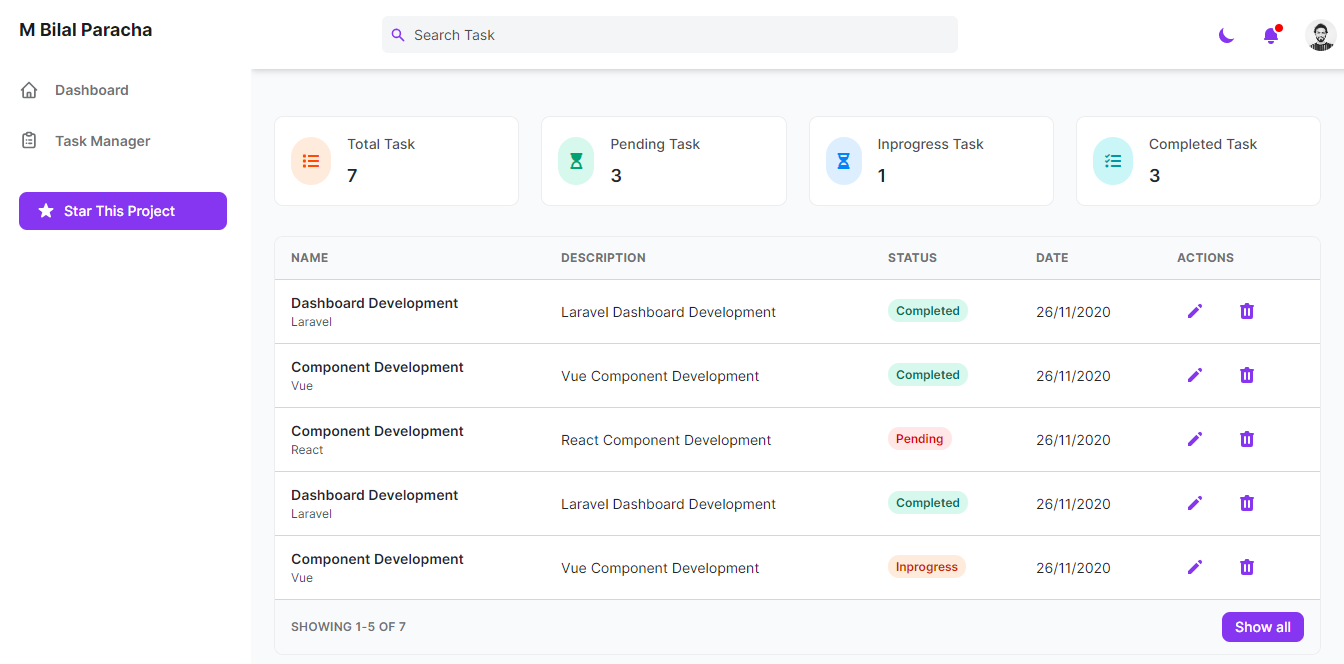 M Bilal Paracha
Search Task
Dashboard
Task Manager
Star This Project
Total Task
7
Pending Task
3
Inprogress Task
1
Completed Task
3
NAME DESCRIPTION STATUS DATE ACTIONS
Dashboard Development
Laravel
Laravel Dashboard Development Completed 26/11/2020
Component Development
Vue
Vue Component Development Completed 26/11/2020
Component Development
React
React Component Development Pending 26/11/2020
Dashboard Development
Laravel
Laravel Dashboard Development Completed 26/11/2020
Component Development
Vue
Vue Component Development Inprogress 26/11/2020
SHOWING 1-5 OF 7 Show all